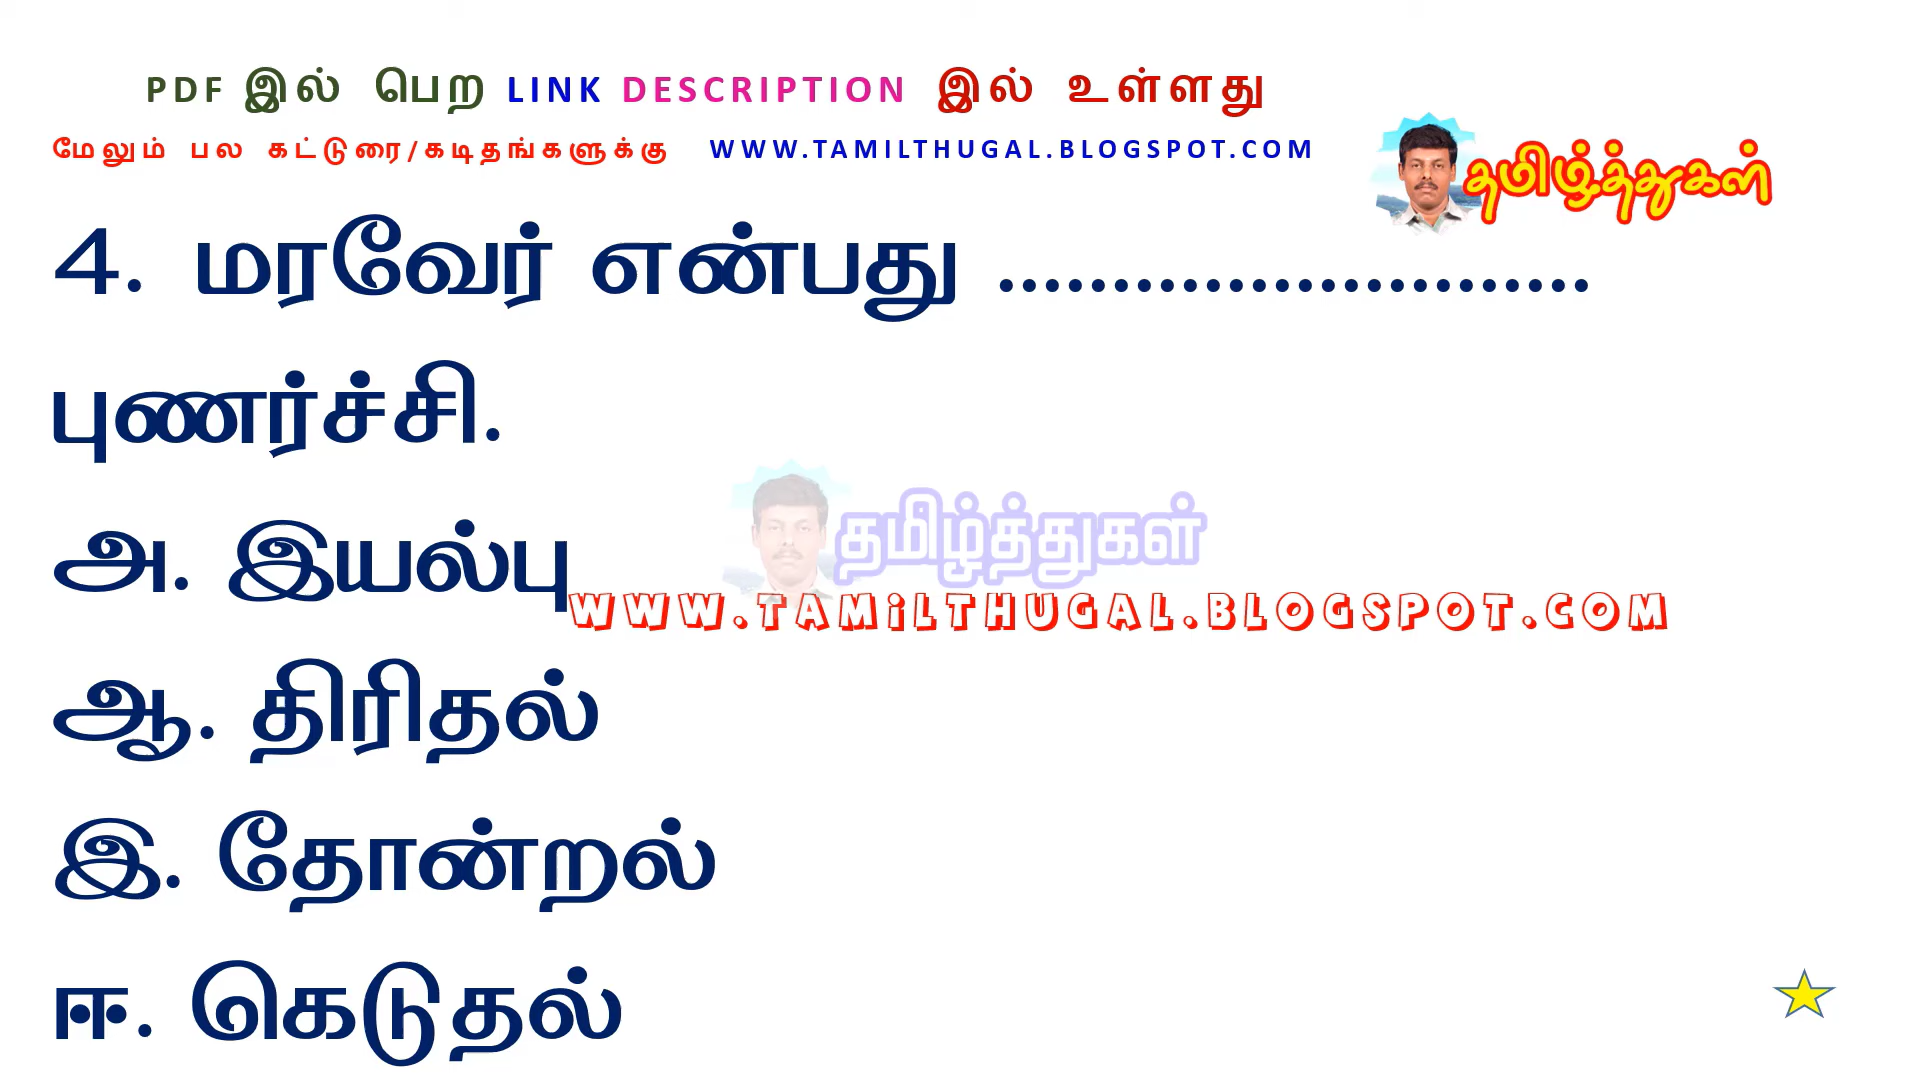 PDF இல் பெற LINK DESCRIPTION இல் உள்ளது
மேலும் பல கட்டுரை/கடிதங்களுக்கு WWW.TAMILTHUGAL.BLOGSPOT.COM
தமிழ்த்துகள்
4. மரவேர் என்பது ..........................
புணர்ச்சி.
அ. இயல்பு
தமிழ்த்துகள்
WWW.TAMILTHUGAL.BLOGSPOT.COM
ஆ. திரிதல்
இ. தோன்றல்
ஈ. கெடுதல்